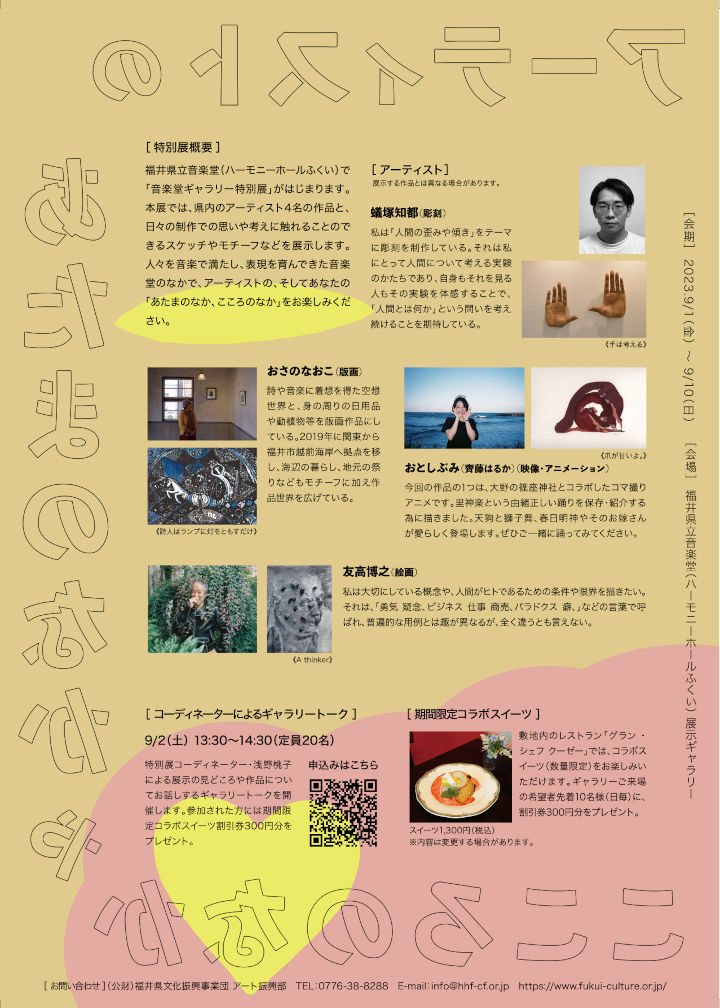 アーティストの
あたまのなか、
こころのなか
[ 特別展概要 ]
福井県立音楽堂（ハーモニーホールふくい）で
「音楽堂ギャラリー特別展」がはじまります。
本展では、県内のアーティスト４名の作品と、
日々の制作での思いや考えに触れることので
きるスケッチやモチーフなどを展示します。
人々を音楽で満たし、表現を育んできた音楽
堂のなかで、アーティストの、そしてあなたの
「あたまのなか、こころのなか」をお楽しみくだ
さい。
[ アーティスト ]
展示する作品とは異なる場合があります。
蟻塚知都（彫刻）
私は「人間の歪みや傾き」をテーマ
に彫刻を制作している。それは私
にとって人間について考える実験
のかたちであり、自身もそれを見る
人もその実験を体感することで、
「人間とは何か」という問いを考え
続けることを期待している。
《手は考える》
おさのなおこ（版画）
詩や音楽に着想を得た空想
世界と、身の周りの日用品
や動植物等を版画作品にし
ている。2019年に関東から
福井市越前海岸へ拠点を移
し、海辺の暮らし、地元の祭
りなどもモチーフに加え作
品世界を広げている。
《詩人はランプに灯をともすだけ》
《爪が甘いよ。》
おとしぶみ（齊藤はるか）（映像・アニメーション）
今回の作品の1つは、大野の篠座神社とコラボしたコマ撮り
アニメです。里神楽という由緒正しい踊りを保存・紹介する
為に描きました。天狗と獅子舞、春日明神やそのお嫁さん
が愛らしく登場します。ぜひご一緒に踊ってみてください。
友高博之（絵画）
私は大切にしている概念や、人間がヒトであるための条件や限界を描きたい。
それは、「勇気 疑念、ビジネス 仕事 商売、パラドクス 癖、」などの言葉で呼
ばれ、普遍的な用例とは趣が異なるが、全く違うとも言えない。
《A thinker》
[会期] 2023.9/1（金） 〜 9/10（日） [会場] 福井県立音楽堂（ハーモニーホールふくい） 展示ギャラリー
[ コーディネーターによるギャラリートーク ]
9/2（土） 13:30〜14:30（定員20名）
特別展コーディネーター・浅野桃子
による展示の見どころや作品につい
てお話しするギャラリートークを開
催します。参加された方には期間限
定コラボスイーツ割引券300円分を
プレゼント。
申込みはこちら
[ 期間限定コラボスイーツ ]
敷地内のレストラン「グラン・
シェフ クーゼー」では、コラボス
イーツ（数量限定）をお楽しみい
ただけます。ギャラリーご来場
の希望者先着10名様（日毎）に、
割引券300円分をプレゼント。
スイーツ1,300円（税込）
※内容は変更する場合があります。
[ お問い合わせ ]（公財）福井県文化振興事業団 アート振興部 TEL：0776-38-8288 E-mail：info@hhf-cf.or.jp https://www.fukui-culture.or.jp/